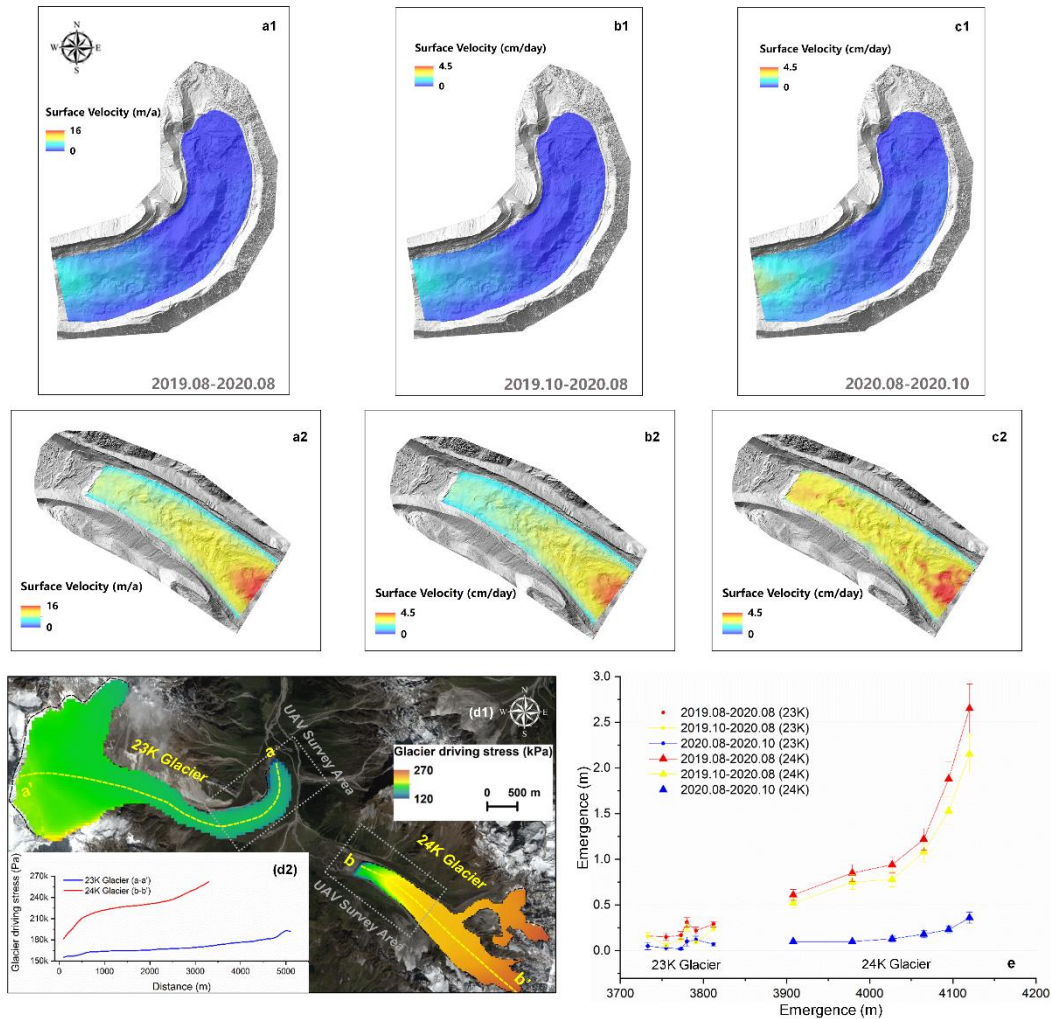 a1
N
W
E
S
Surface Velocity (m/a)
16
0
2019.08-2020.08
b1
Surface Velocity (cm/day)
4.5
0
2019.10-2020.08
c1
Surface Velocity (cm/day)
4.5
0
2020.08-2020.10
a2
Surface Velocity (m/a)
16
0
b2
Surface Velocity (cm/day)
4.5
0
c2
Surface Velocity (cm/day)
4.5
0
(d1)
N
W
E
S
23K Glacier
a
a'
UAV Survey Area
Glacier driving stress (kPa)
270
120
0 500 m
24K Glacier
b
b'
UAV Survey Area
(d2)
Glacier driving stress (Pa)
270k
240k
210k
180k
150k
23K Glacier (a-a')
24K Glacier (b-b')
0 1000 2000 3000 4000 5000
Distance (m)
Emergence (m)
3.0
2.5
2.0
1.5
1.0
0.5
0.0
2019.08-2020.08 (23K)
2019.10-2020.08 (23K)
2020.08-2020.10 (23K)
2019.08-2020.08 (24K)
2019.10-2020.08 (24K)
2020.08-2020.10 (24K)
23K Glacier
24K Glacier
e
3700 3800 3900 4000 4100 4200
Emergence (m)